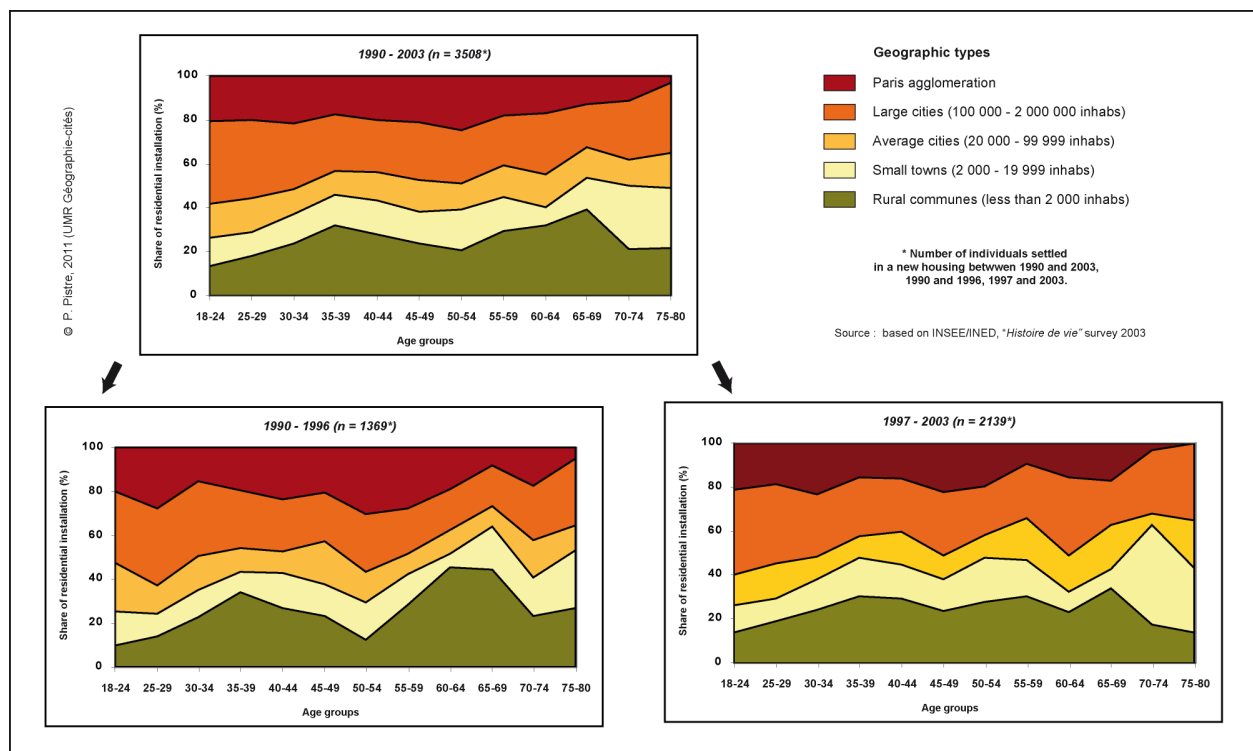 © P. Pistre, 2011 (UMR Géographie-cités)
1990 - 2003 (n = 3508*)
Share of residential installation (%)
100
80
60
40
20
0
18-24 25-29 30-34 35-39 40-44 45-49 50-54 55-59 60-64 65-69 70-74 75-80
Age groups
Geographic types
Paris agglomeration
Large cities (100 000 - 2 000 000 inhabs)
Average cities (20 000 - 99 999 inhabs)
Small towns (2 000 - 19 999 inhabs)
Rural communes (less than 2 000 inhabs)
* Number of individuals settled
in a new housing betwwen 1990 and 2003,
1990 and 1996, 1997 and 2003.
Source : based on INSEE/INED, "Histoire de vie" survey 2003
1990 - 1996 (n = 1369*)
Share of residential installation (%)
100
80
60
40
20
0
18-24 25-29 30-34 35-39 40-44 45-49 50-54 55-59 60-64 65-69 70-74 75-80
Age groups
1997 - 2003 (n = 2139*)
Share of residential installation (%)
100
80
60
40
20
0
18-24 25-29 30-34 35-39 40-44 45-49 50-54 55-59 60-64 65-69 70-74 75-80
Age groups